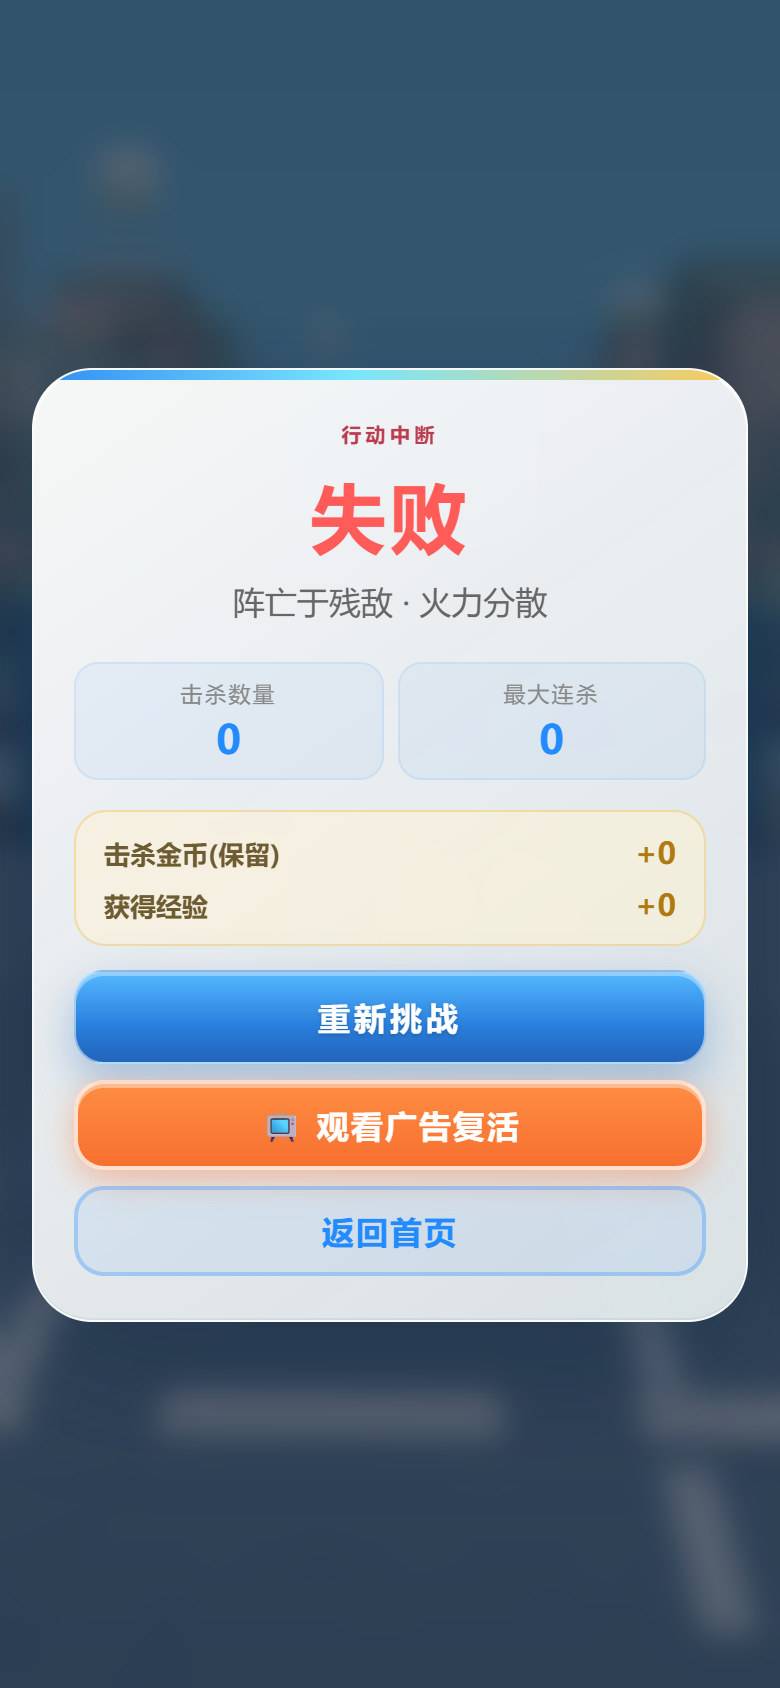 行动中断
失败
阵亡于残敌 · 火力分散
击杀数量
0
最大连杀
0
击杀金币(保留) +0
获得经验 +0
重新挑战
观看广告复活
返回首页